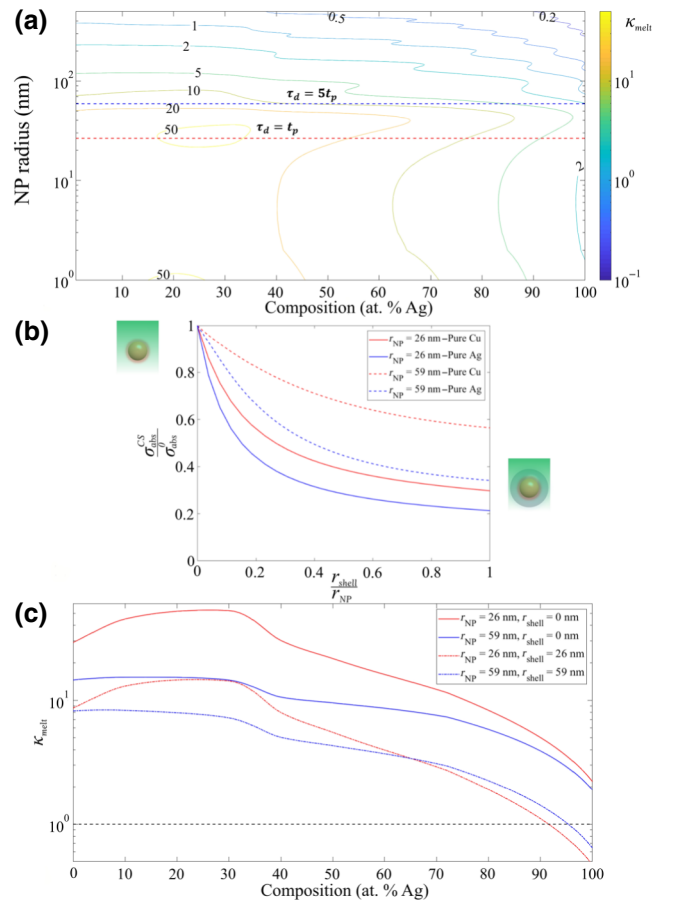 (a)
1
0.5
0.2
κmelt
2
5
10
τd = 5tp
20
τd = tp
50
2
50
10^2
10^1
10^0
NP radius (nm)
10 20 30 40 50 60 70 80 90 100
Composition (at. % Ag)
10^1
10^0
10^-1
(b)
rNP = 26 nm−Pure Cu
rNP = 26 nm−Pure Ag
rNP = 59 nm−Pure Cu
rNP = 59 nm−Pure Ag
1
0.8
0.6
0.4
0.2
0
σabs^CS / σabs^0
0 0.2 0.4 0.6 0.8 1
rshell / rNP
(c)
rNP = 26 nm, rshell = 0 nm
rNP = 59 nm, rshell = 0 nm
rNP = 26 nm, rshell = 26 nm
rNP = 59 nm, rshell = 59 nm
10^1
10^0
κmelt
0 10 20 30 40 50 60 70 80 90 100
Composition (at. % Ag)